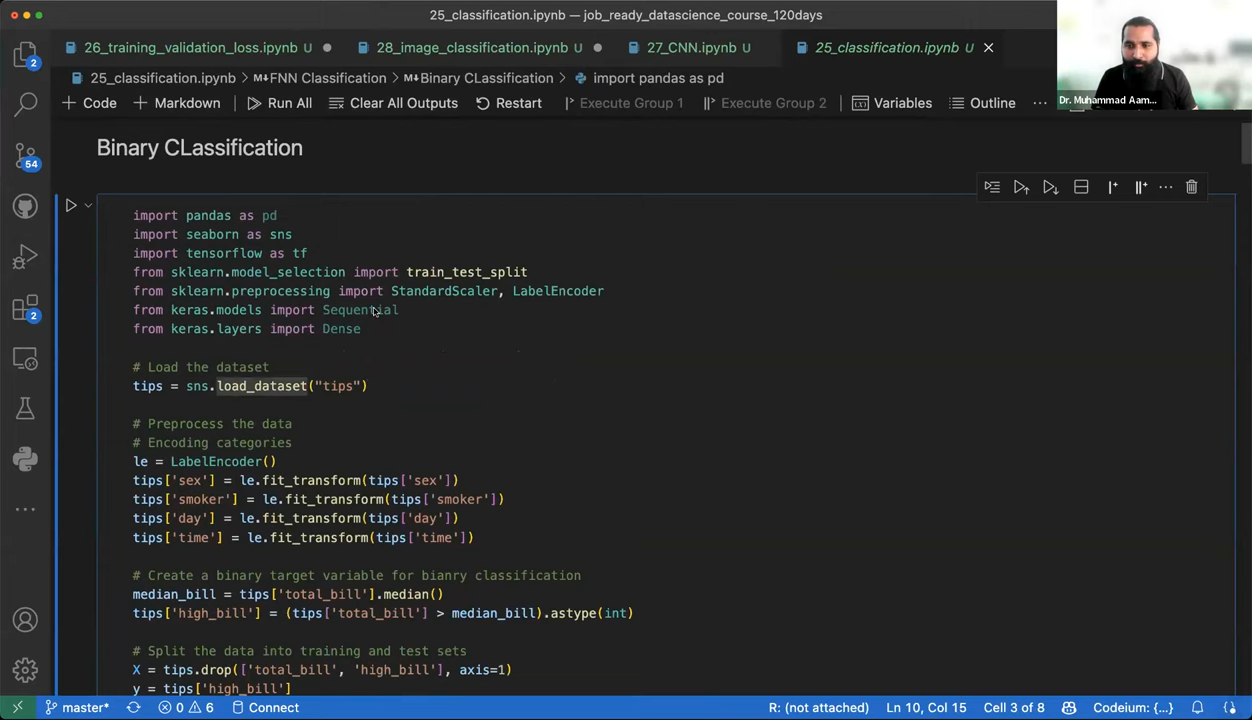 25_classification.ipynb — job_ready_datascience_course_120days
26_training_validation_loss.ipynb U
28_image_classification.ipynb U
27_CNN.ipynb U
25_classification.ipynb U
25_classification.ipynb > M↓FNN Classification > M↓Binary CLassification > import pandas as pd
Code
Markdown
Run All
Clear All Outputs
Restart
Execute Group 1
Execute Group 2
Variables
Outline
Dr. Muhammad Aam...
2
54
2
Binary CLassification
import pandas as pd
import seaborn as sns
import tensorflow as tf
from sklearn.model_selection import train_test_split
from sklearn.preprocessing import StandardScaler, LabelEncoder
from keras.models import Sequential
from keras.layers import Dense
# Load the dataset
tips = sns.load_dataset("tips")
# Preprocess the data
# Encoding categories
le = LabelEncoder()
tips['sex'] = le.fit_transform(tips['sex'])
tips['smoker'] = le.fit_transform(tips['smoker'])
tips['day'] = le.fit_transform(tips['day'])
tips['time'] = le.fit_transform(tips['time'])
# Create a binary target variable for bianry classification
median_bill = tips['total_bill'].median()
tips['high_bill'] = (tips['total_bill'] > median_bill).astype(int)
# Split the data into training and test sets
X = tips.drop(['total_bill', 'high_bill'], axis=1)
y = tips['high_bill']
master*
0
6
Connect
R: (not attached)
Ln 10, Col 15
Cell 3 of 8
Codeium: {...}